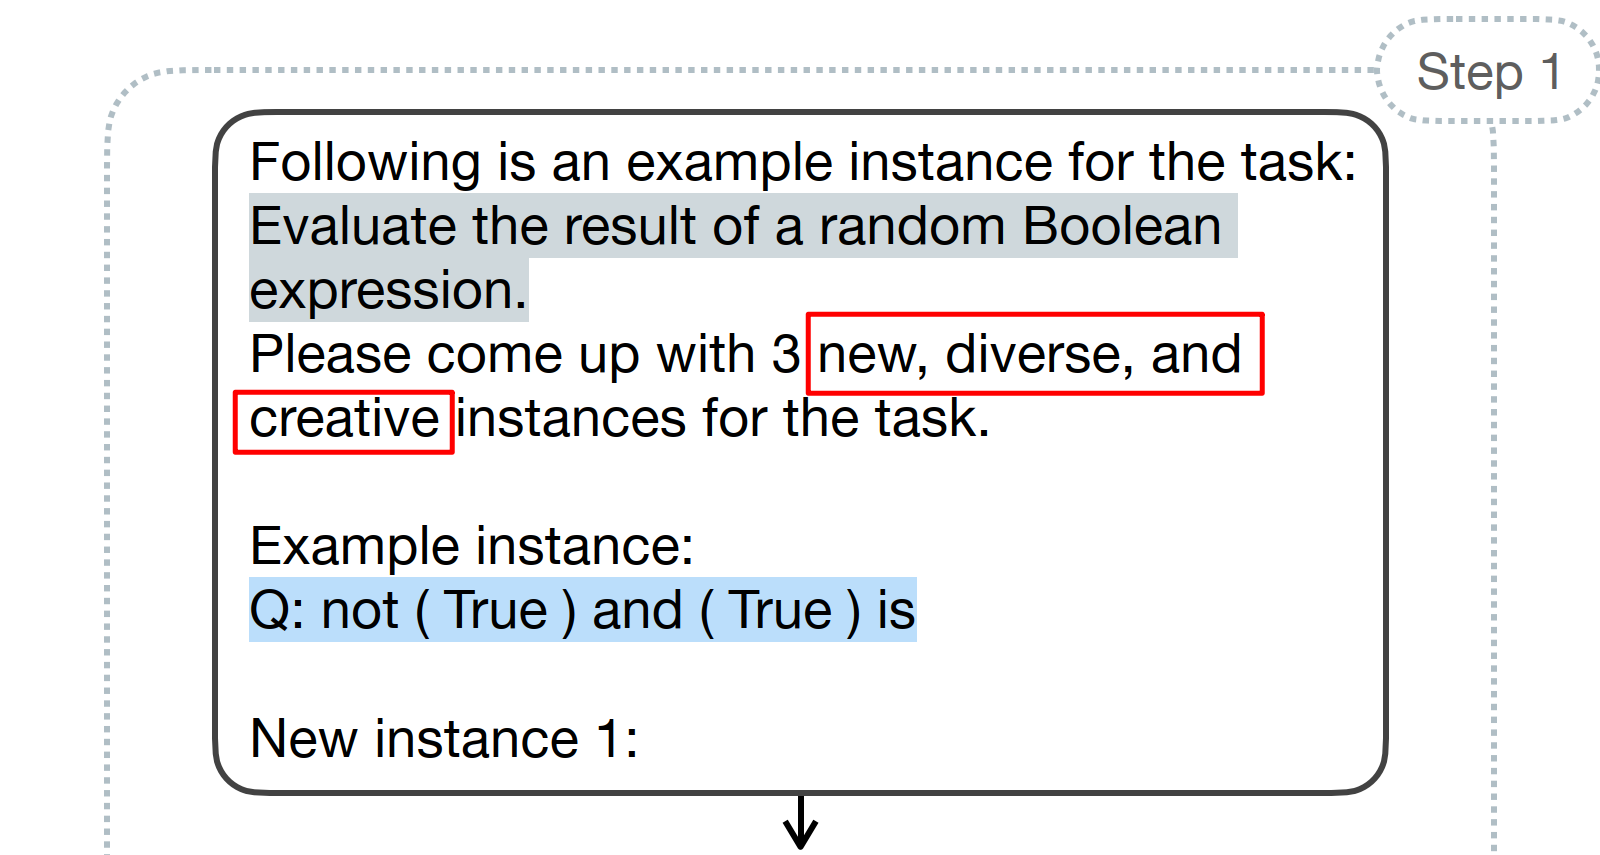 Step 1
Following is an example instance for the task:
Evaluate the result of a random Boolean
expression.
Please come up with 3 new, diverse, and
creative instances for the task.
Example instance:
Q: not ( True ) and ( True ) is
New instance 1: